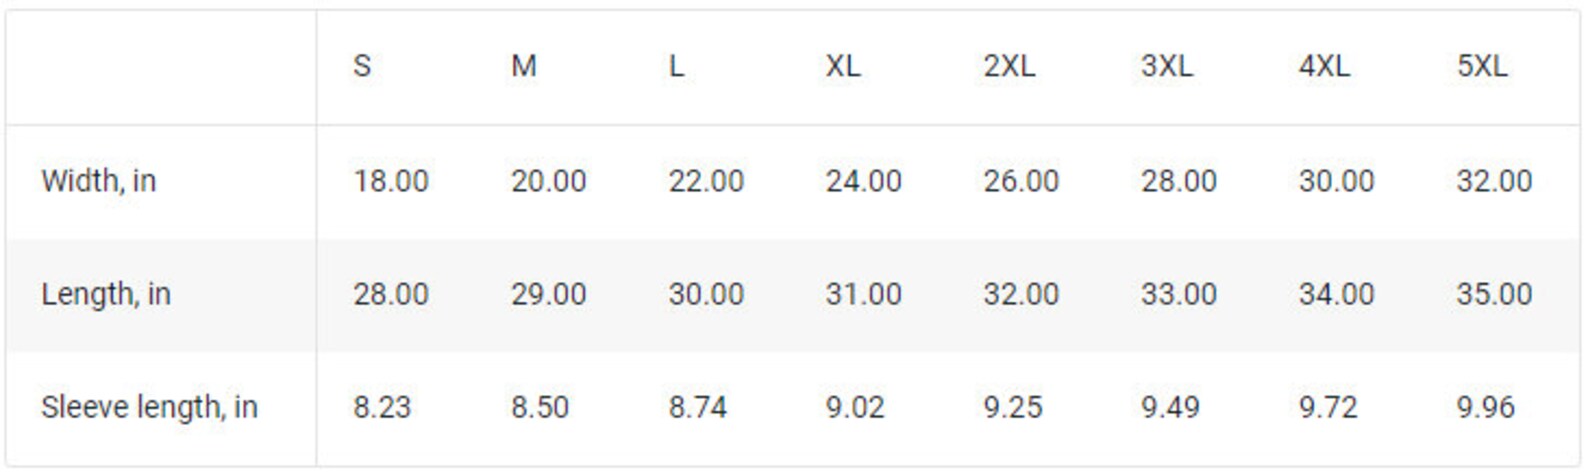 S M L XL 2XL 3XL 4XL 5XL
Width, in 18.00 20.00 22.00 24.00 26.00 28.00 30.00 32.00
Length, in 28.00 29.00 30.00 31.00 32.00 33.00 34.00 35.00
Sleeve length, in 8.23 8.50 8.74 9.02 9.25 9.49 9.72 9.96